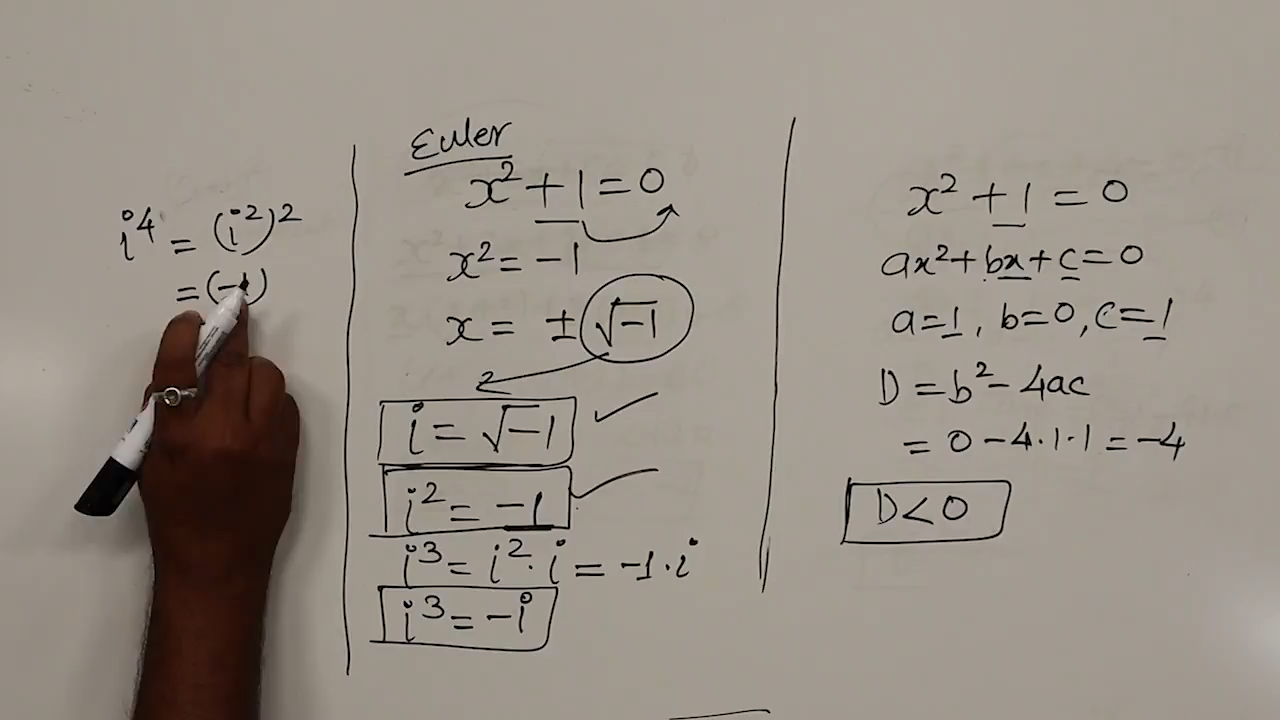 i⁴ = (i²)²
= (-1)
Euler
x² + 1 = 0
x² = -1
x = ± √-1
i = √-1
i² = -1
i³ = i² · i = -1 · i
i³ = -i
x² + 1 = 0
ax² + bx + c = 0
a = 1, b = 0, c = 1
D = b² - 4ac
= 0 - 4 · 1 · 1 = -4
D < 0